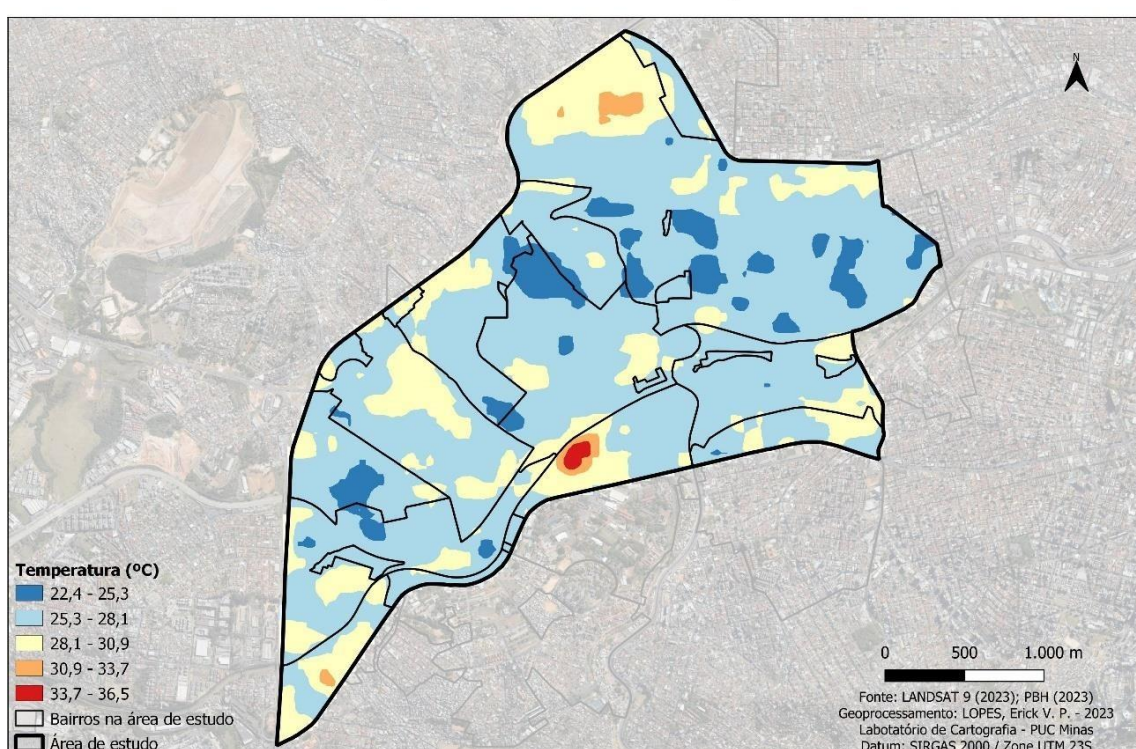 N
Temperatura (ºC)
22,4 - 25,3
25,3 - 28,1
28,1 - 30,9
30,9 - 33,7
33,7 - 36,5
Bairros na área de estudo
Área de estudo
0 500 1.000 m
Fonte: LANDSAT 9 (2023); PBH (2023)
Geoprocessamento: LOPES, Erick V. P. - 2023
Labotatório de Cartografia - PUC Minas
Datum: SIRGAS 2000 / Zone UTM 23S